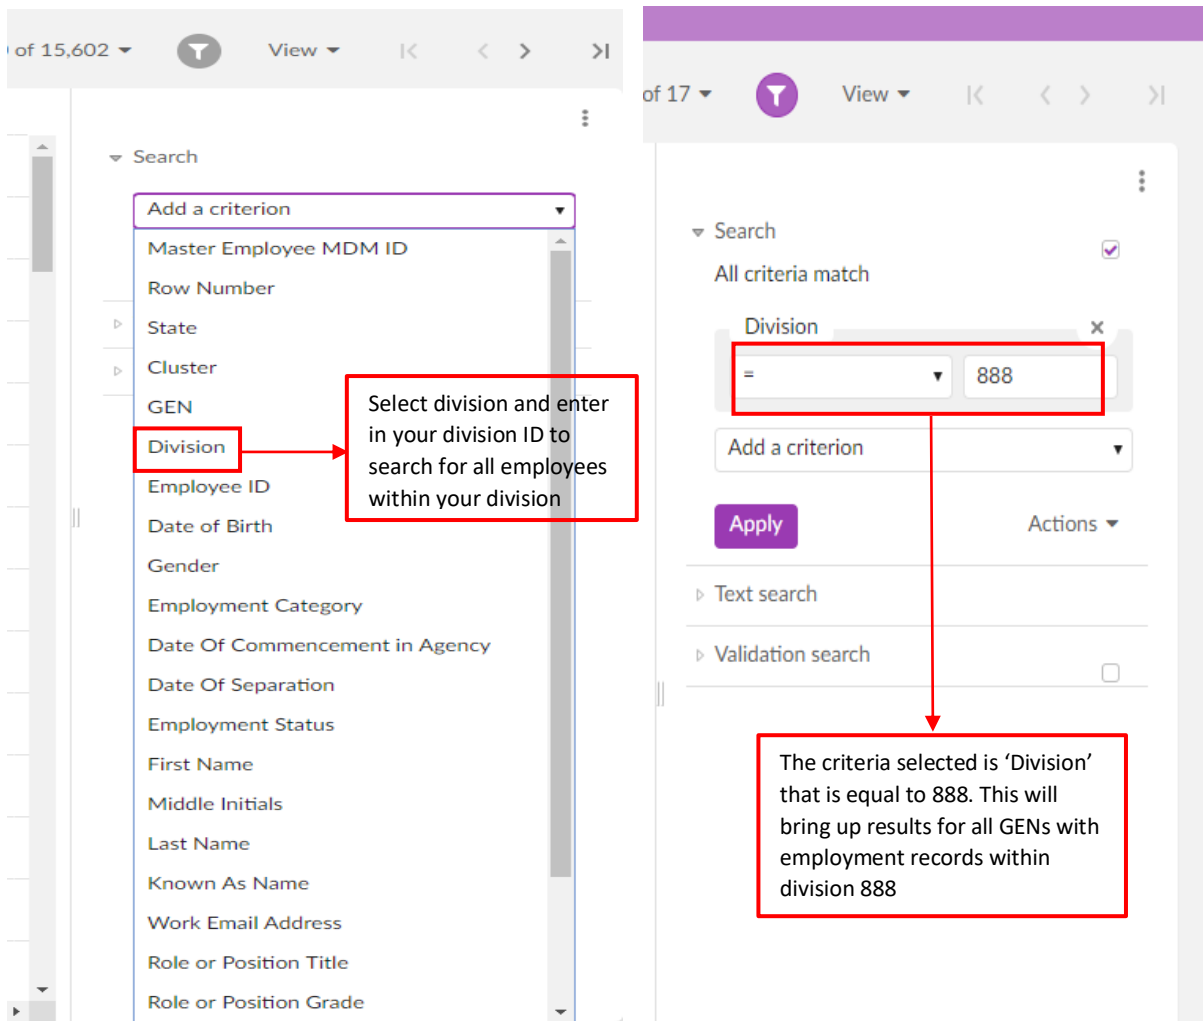 of 15,602
View
Search
Add a criterion
Master Employee MDM ID
Row Number
State
Cluster
GEN
Division
Employee ID
Date of Birth
Gender
Employment Category
Date Of Commencement in Agency
Date Of Separation
Employment Status
First Name
Middle Initials
Last Name
Known As Name
Work Email Address
Role or Position Title
Role or Position Grade
Select division and enter
in your division ID to
search for all employees
within your division
of 17
View
Search
All criteria match
Division
=
888
Add a criterion
Apply
Actions
Text search
Validation search
The criteria selected is ‘Division’
that is equal to 888. This will
bring up results for all GENs with
employment records within
division 888